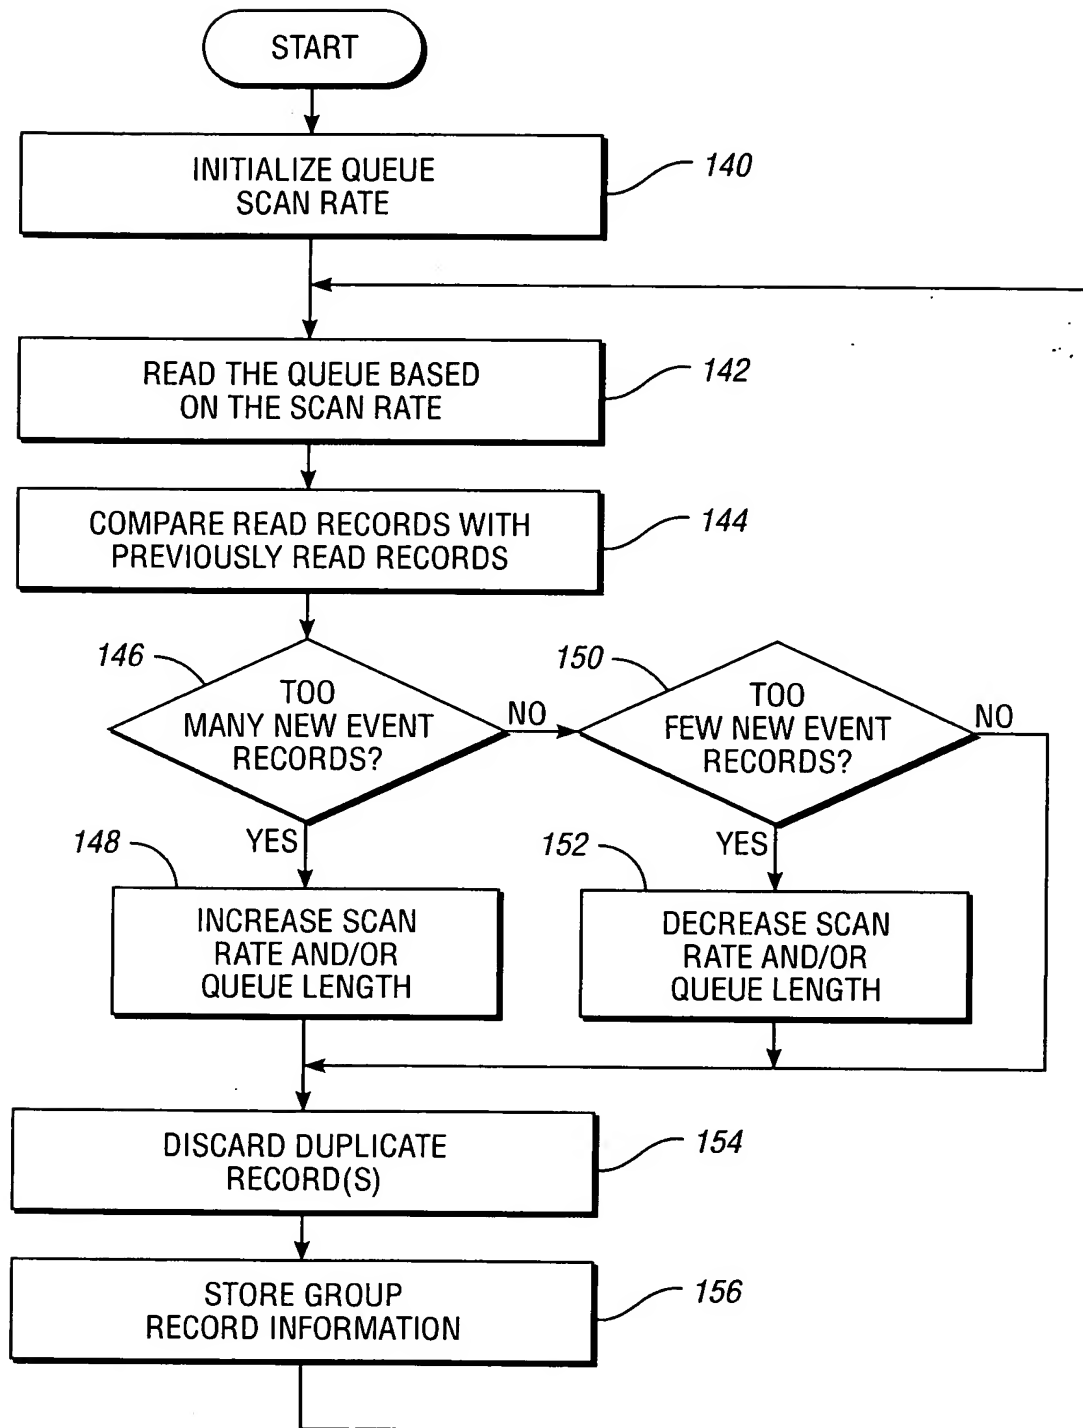 START
INITIALIZE QUEUE
SCAN RATE
140
READ THE QUEUE BASED
ON THE SCAN RATE
142
COMPARE READ RECORDS WITH
PREVIOUSLY READ RECORDS
144
146
TOO
MANY NEW EVENT
RECORDS?
NO
150
TOO
FEW NEW EVENT
RECORDS?
NO
YES
148
INCREASE SCAN
RATE AND/OR
QUEUE LENGTH
YES
152
DECREASE SCAN
RATE AND/OR
QUEUE LENGTH
DISCARD DUPLICATE
RECORD(S)
154
STORE GROUP
RECORD INFORMATION
156